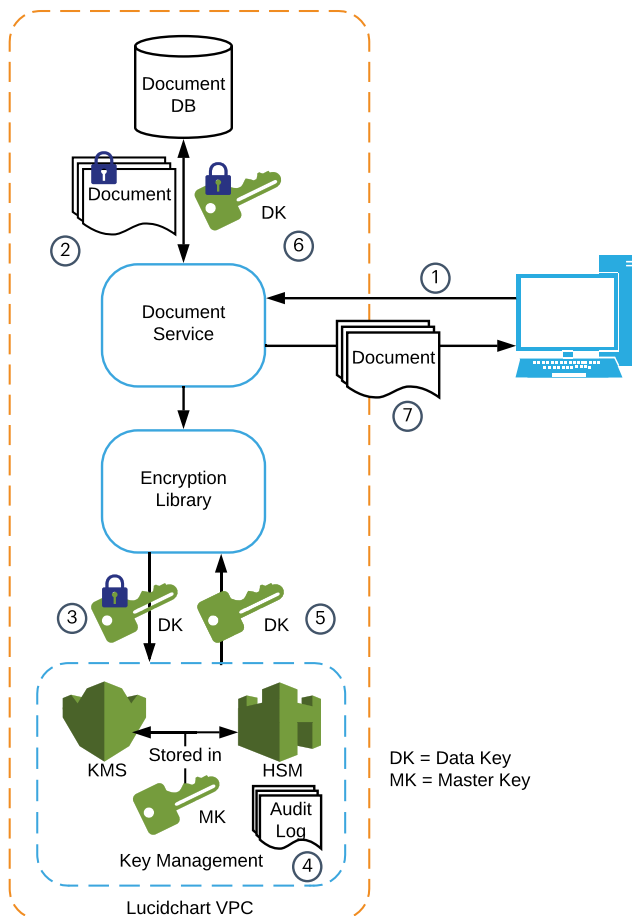 Document
DB
Document
DK
2
6
1
Document
Service
Document
7
Encryption
Library
3
DK
DK
5
Stored in
KMS
HSM
MK
Audit
Log
Key Management
4
DK = Data Key
MK = Master Key
Lucidchart VPC